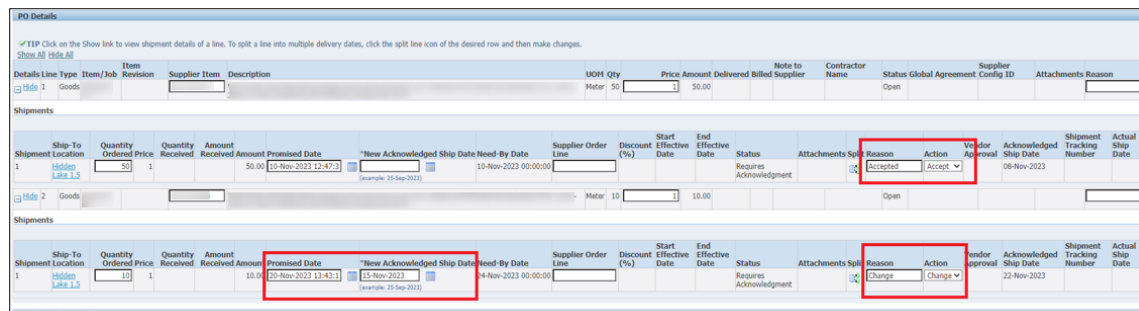 PO Details
TIP Click on the Show link to view shipment details of a line. To split a line into multiple delivery dates, click the split line icon of the desired row and then make changes.
Show All Hide All
Details Line Type Item/Job Item Revision Supplier Item Description UOM Qty Price Amount Delivered Billed Note to Supplier Contractor Name Status Global Agreement Supplier Config ID Attachments Reason
Hide 1 Goods Meter 50 1 50.00 Open
Shipments
Shipment Ship-To Location Quantity Ordered Price Quantity Received Amount Received Amount Promised Date *New Acknowledged Ship Date Need-By Date Supplier Order Line Discount (%) Start Effective Date End Effective Date Status Attachments Split Reason Action Vendor Approval Acknowledged Ship Date Shipment Tracking Number Actual Ship Date
1 Hidden Lake 1.5 50 1 50.00 10-Nov-2023 12:47:3 (example: 25-Sep-2023) 10-Nov-2023 00:00:00 Requires Acknowledgment Accepted Accept 08-Nov-2023
Hide 2 Goods Meter 10 1 10.00 Open
Shipments
Shipment Ship-To Location Quantity Ordered Price Quantity Received Amount Received Amount Promised Date *New Acknowledged Ship Date Need-By Date Supplier Order Line Discount (%) Start Effective Date End Effective Date Status Attachments Split Reason Action Vendor Approval Acknowledged Ship Date Shipment Tracking Number Actual Ship Date
1 Hidden Lake 1.5 10 1 10.00 20-Nov-2023 13:43:1 15-Nov-2023 (example: 25-Sep-2023) 24-Nov-2023 00:00:00 Requires Acknowledgment Change Change 22-Nov-2023